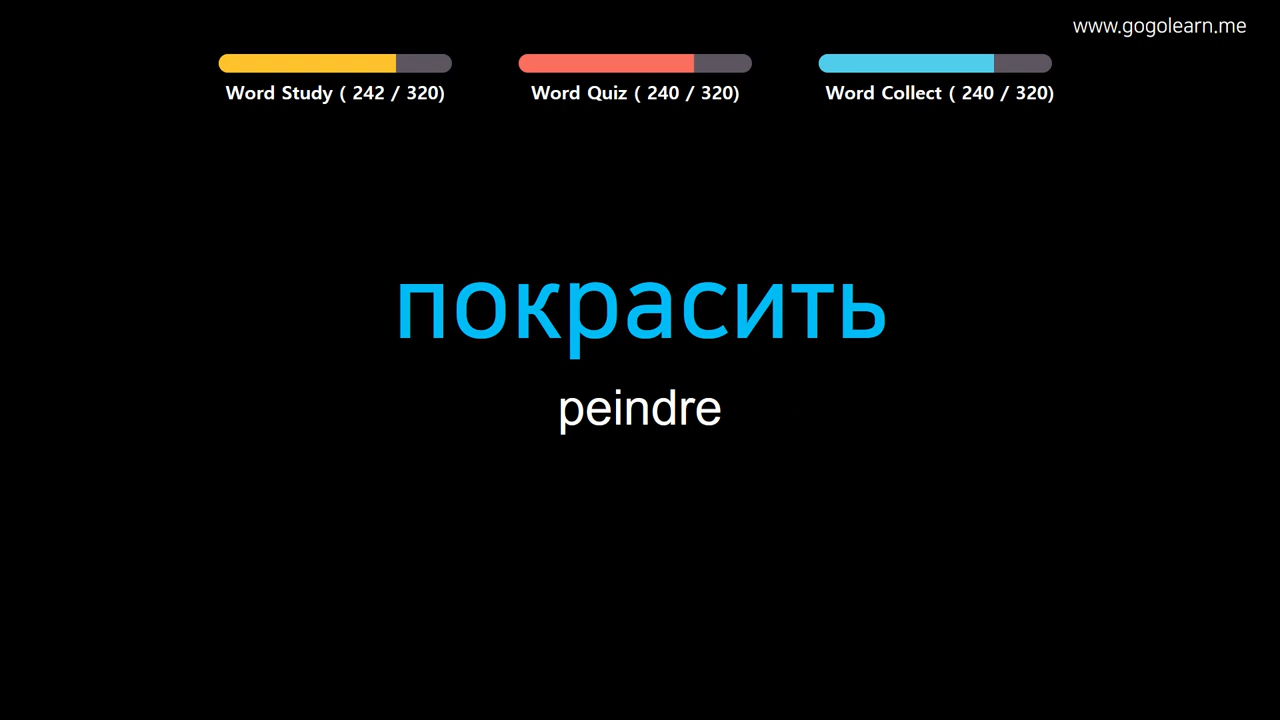 www.gogolearn.me
Word Study ( 242 / 320)
Word Quiz ( 240 / 320)
Word Collect ( 240 / 320)
покрасить
peindre